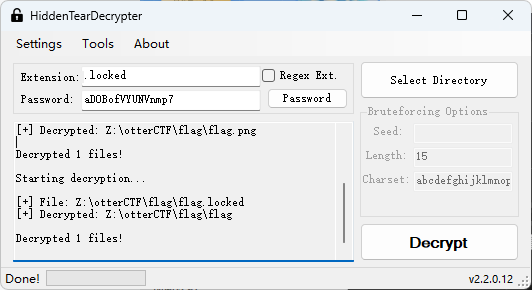 HiddenTearDecrypter
Settings Tools About
Extension: .locked Regex Ext.
Password: aDOBofVYUNVnmp7 Password
Select Directory
Bruteforcing Options
Seed:
Length: 15
Charset: abcdefghijklmnop
[+] Decrypted: Z:\otterCTF\flag\flag.png
Decrypted 1 files!
Starting decryption...
[+] File: Z:\otterCTF\flag\flag.locked
[+] Decrypted: Z:\otterCTF\flag\flag
Decrypted 1 files!
Decrypt
Done!
v2.2.0.12